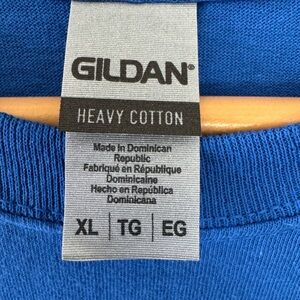 GILDAN®
HEAVY COTTON
Made in Dominican
Republic
Fabriqué en République
Dominicaine
Hecho en República
Dominicana
XL | TG | EG